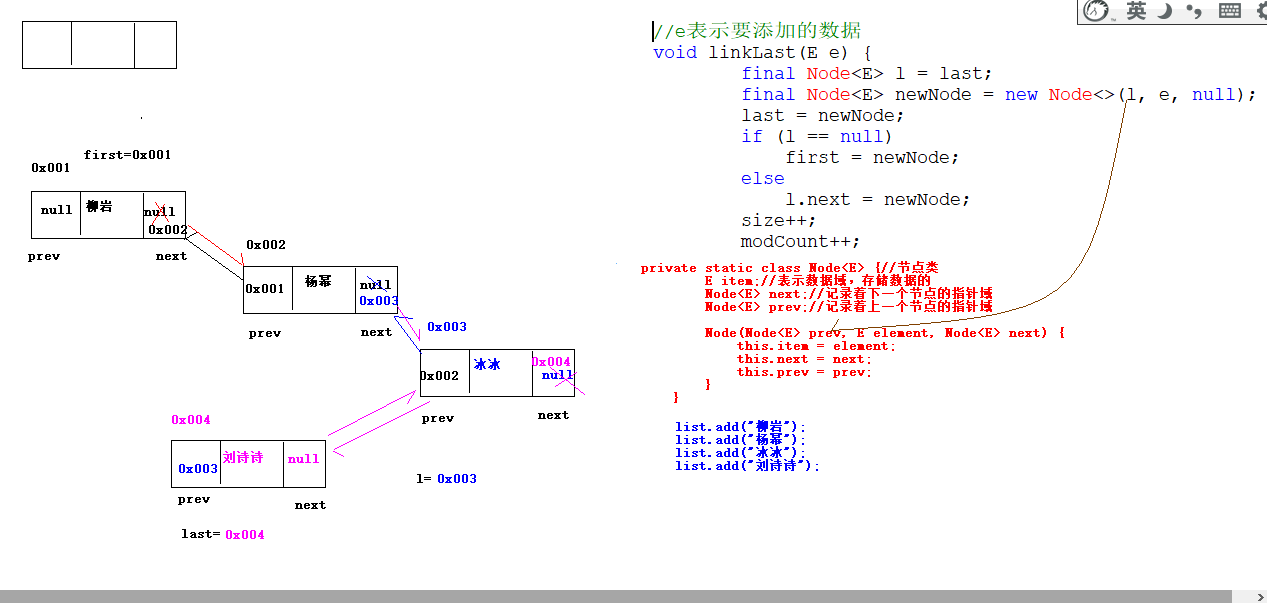 英
//e表示要添加的数据
void linkLast(E e) {
final Node<E> l = last;
final Node<E> newNode = new Node<>(l, e, null);
last = newNode;
if (l == null)
first = newNode;
else
l.next = newNode;
size++;
modCount++;
private static class Node<E> {//节点类
E item;//表示数据域，存储数据的
Node<E> next;//记录着下一个节点的指针域
Node<E> prev;//记录着上一个节点的指针域
Node(Node<E> prev, E element, Node<E> next) {
this.item = element;
this.next = next;
this.prev = prev;
}
}
list.add("柳岩");
list.add("杨幂");
list.add("冰冰");
list.add("刘诗诗");
first=0x001
0x001
null 柳岩 null
0x002
prev next
0x002
0x001 杨幂 null
0x003
prev next
0x003
0x002 冰冰 0x004
null
prev next
0x004
0x003 刘诗诗 null
prev next
l= 0x003
last= 0x004